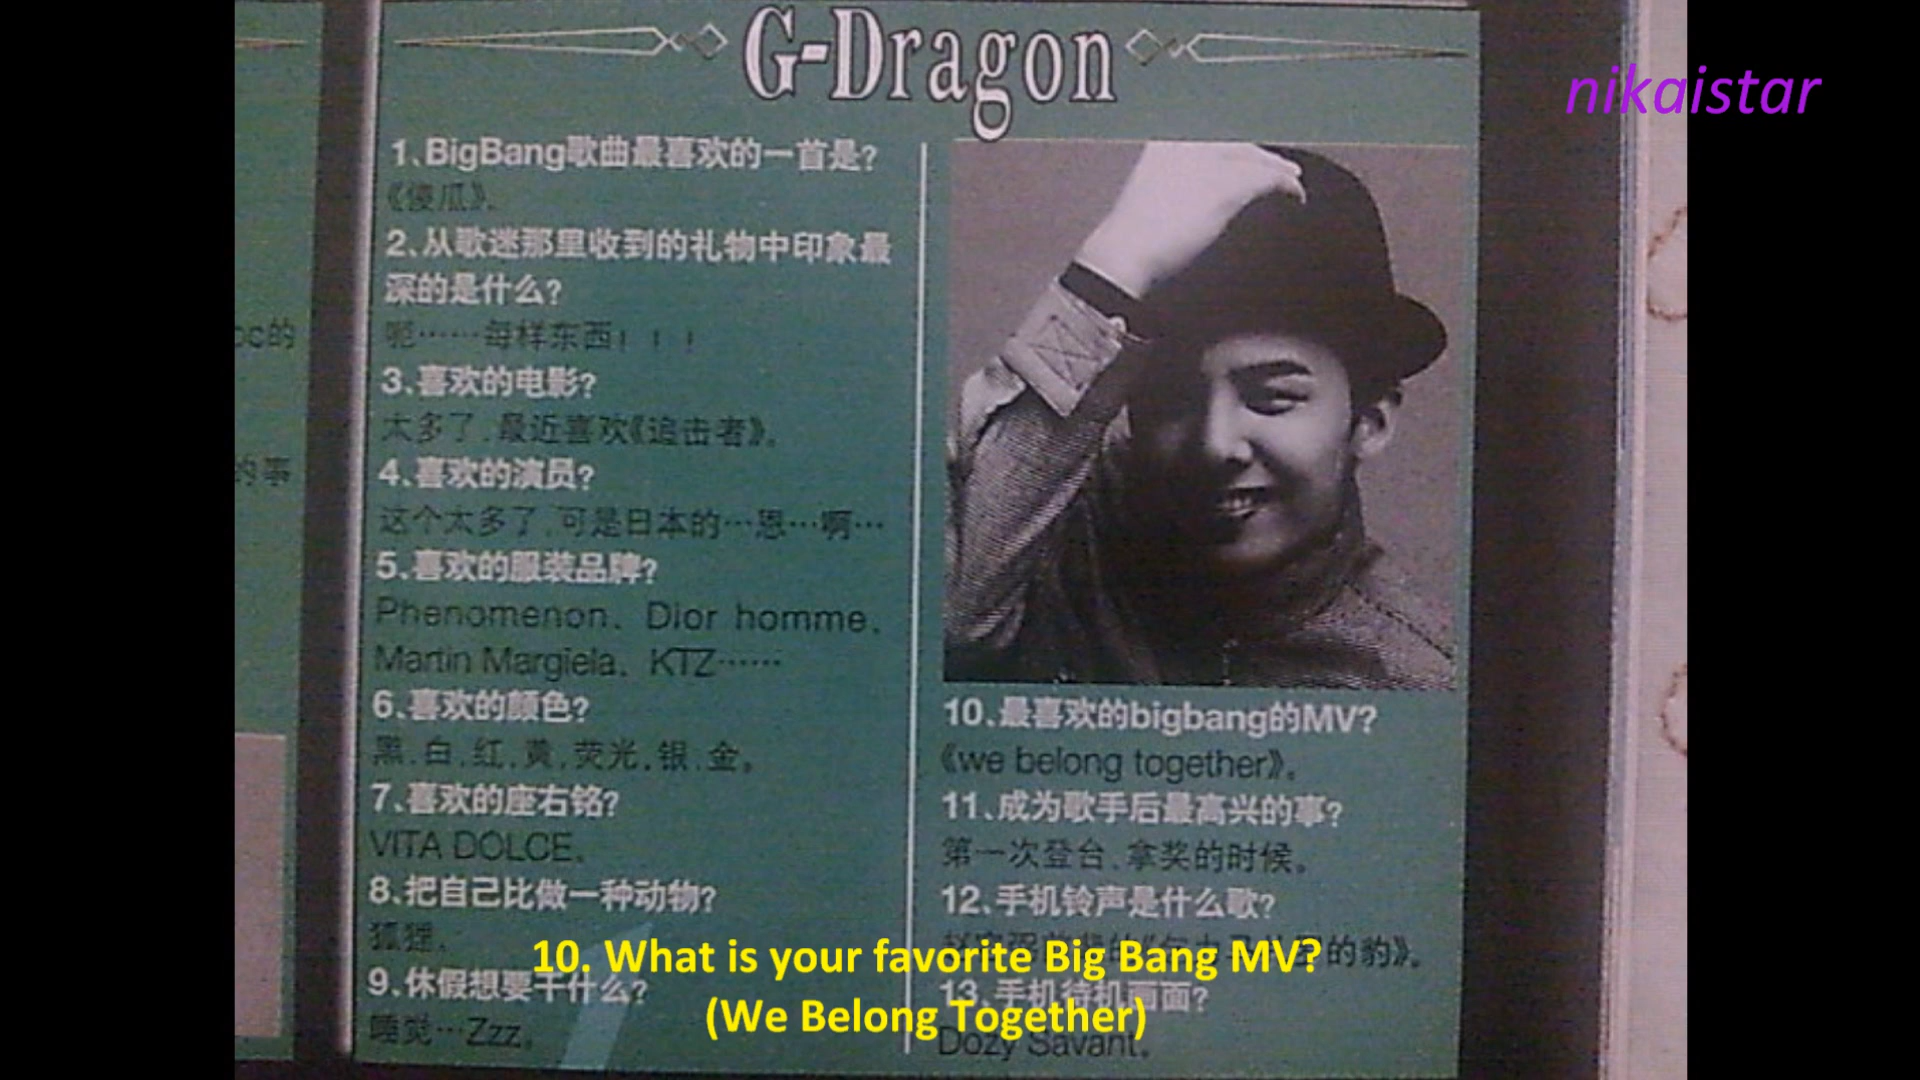 G-Dragon
nikaistar
1、BigBang歌曲最喜欢的一首是?
《傻瓜》。
2、从歌迷那里收到的礼物中印象最
深的是什么?
呃……每样东西！！！
3、喜欢的电影?
太多了，最近喜欢《追击者》。
4、喜欢的演员?
这个太多了，可是日本的…恩…啊…
5、喜欢的服装品牌?
Phenomenon、Dior homme、
Martin Margiela、KTZ……
6、喜欢的颜色?
黑，白，红，黄，荧光，银，金。
7、喜欢的座右铭?
VITA DOLCE。
8、把自己比做一种动物?
狐狸。
9、休假想要干什么?
睡觉…Zzz。
10、最喜欢的bigbang的MV?
《we belong together》。
11、成为歌手后最高兴的事?
第一次登台，拿奖的时候。
12、手机铃声是什么歌?
的豹》。
13、手机待机画面?
Dozy Savant。
的
的事
10. What is your favorite Big Bang MV?
(We Belong Together)